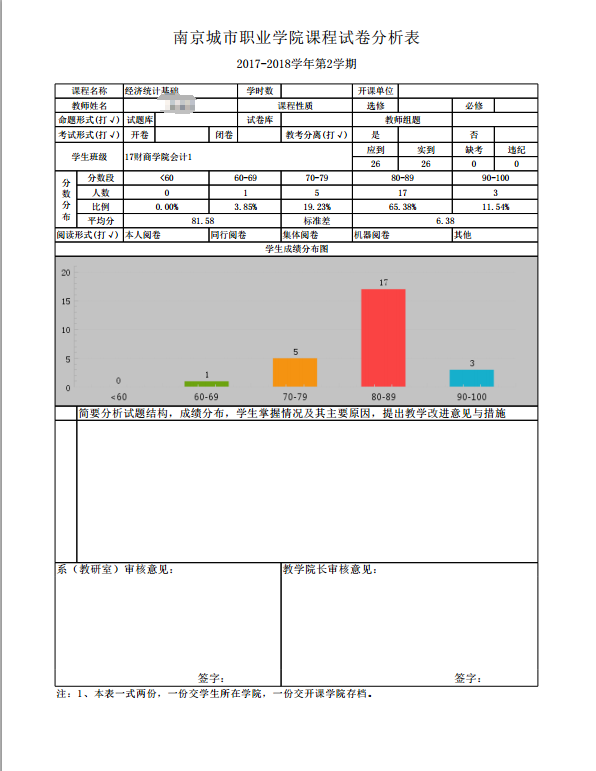 南京城市职业学院课程试卷分析表
2017-2018学年第2学期
课程名称 经济统计基础 学时数 开课单位
教师姓名 课程性质 选修 必修
命题形式(打√) 试题库 试卷库 教师组题
考试形式(打√) 开卷 闭卷 教考分离(打√) 是 否
学生班级 17财商学院会计1 应到 实到 缺考 违纪
26 26 0 0
分数分布 分数段 <60 60-69 70-79 80-89 90-100
人数 0 1 5 17 3
比例 0.00% 3.85% 19.23% 65.38% 11.54%
平均分 81.58 标准差 6.38
阅读形式(打√) 本人阅卷 同行阅卷 集体阅卷 机器阅卷 其他
学生成绩分布图
20
17
15
10
5 5
3
1
0 0
<60 60-69 70-79 80-89 90-100
简要分析试题结构，成绩分布，学生掌握情况及其主要原因，提出教学改进意见与措施
系（教研室）审核意见： 教学院长审核意见：
签字： 签字：
注：1、本表一式两份，一份交学生所在学院，一份交开课学院存档。